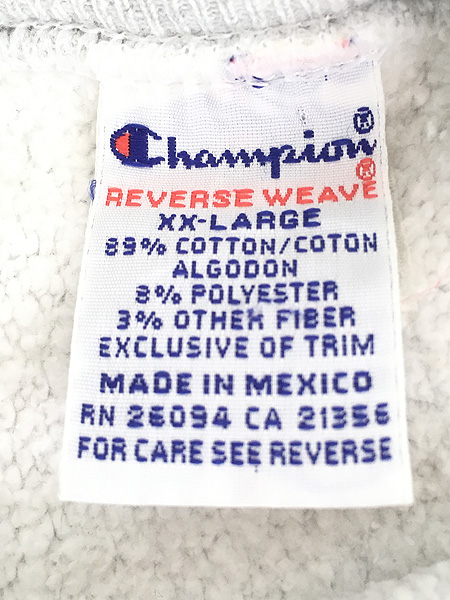 Champion®
REVERSE WEAVE®
XX-LARGE
89% COTTON/COTON
ALGODON
8% POLYESTER
3% OTHER FIBER
EXCLUSIVE OF TRIM
MADE IN MEXICO
RN 26094 CA 21356
FOR CARE SEE REVERSE